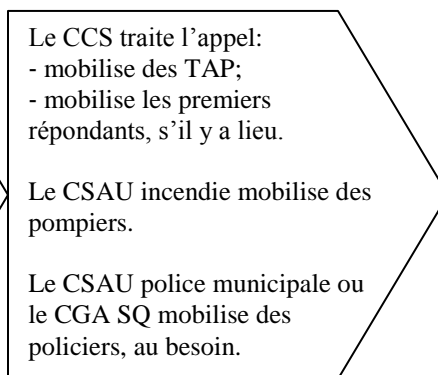 Le CCS traite l’appel:
- mobilise des TAP;
- mobilise les premiers
répondants, s’il y a lieu.
Le CSAU incendie mobilise des
pompiers.
Le CSAU police municipale ou
le CGA SQ mobilise des
policiers, au besoin.